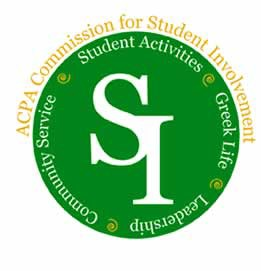 ACPA Commission for Student Involvement
Student Activities
Greek Life
Leadership
Community Service
SI